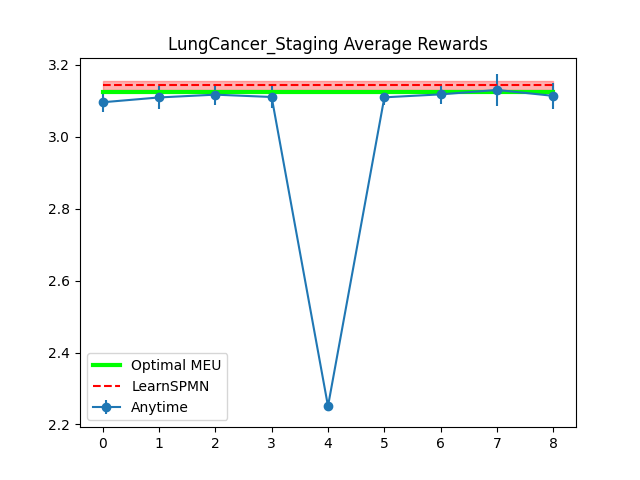 LungCancer_Staging Average Rewards
3.2
3.0
2.8
2.6
2.4
2.2
Optimal MEU
LearnSPMN
Anytime
0 1 2 3 4 5 6 7 8